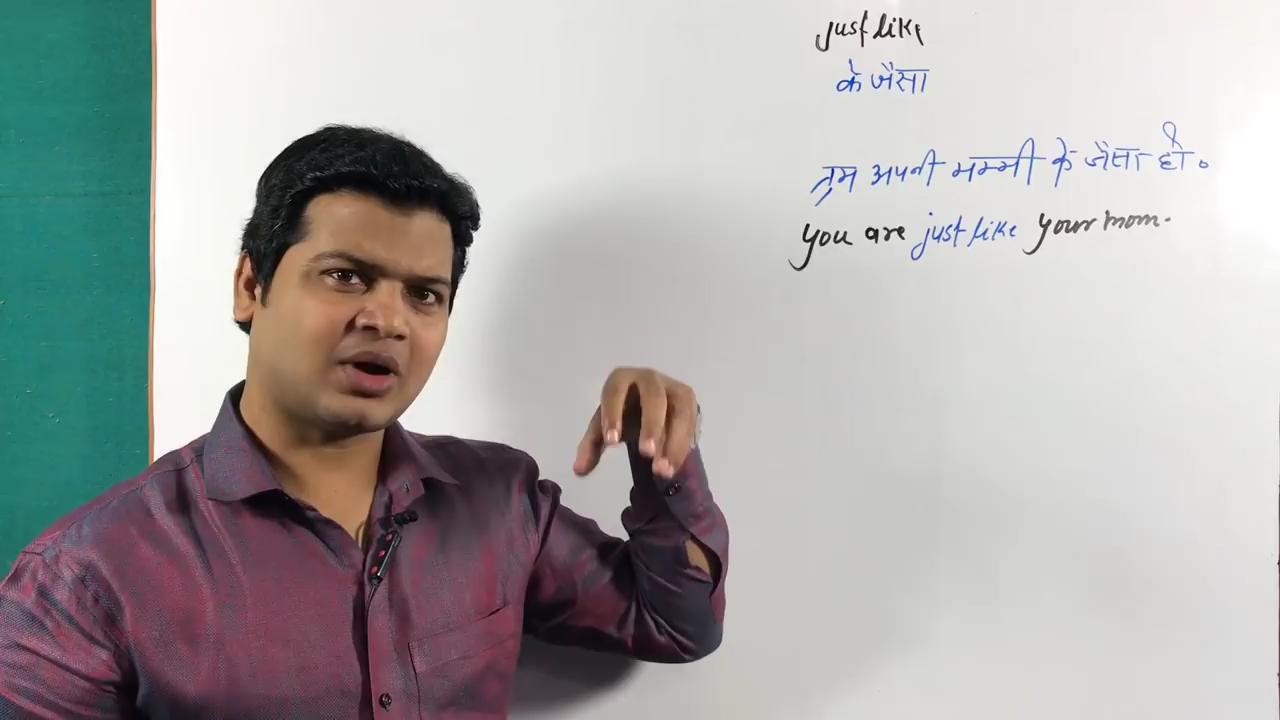 just like
के जैसा
तुम अपनी मम्मी के जैसा हो।
you are just like your mom.